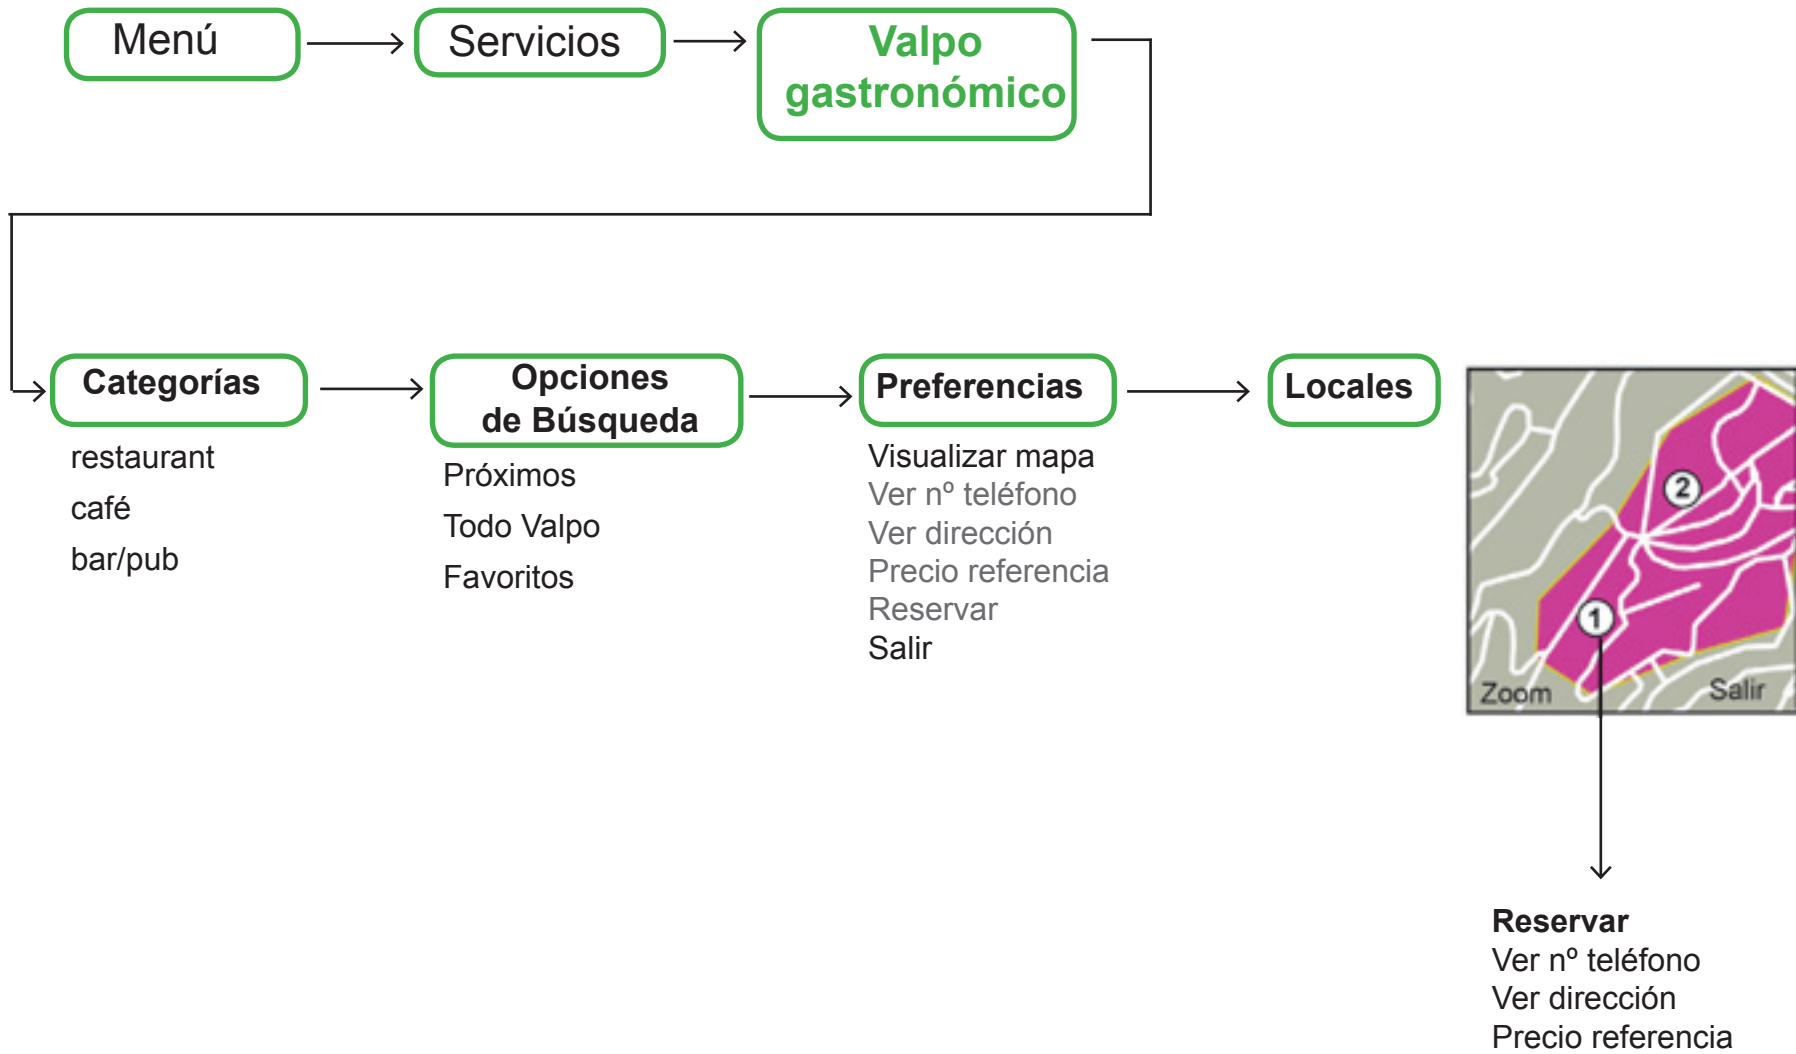 Menú
Servicios
Valpo
gastronómico
Categorías
restaurant
café
bar/pub
Opciones
de Búsqueda
Próximos
Todo Valpo
Favoritos
Preferencias
Visualizar mapa
Ver nº teléfono
Ver dirección
Precio referencia
Reservar
Salir
Locales
2
1
Zoom
Salir
Reservar
Ver nº teléfono
Ver dirección
Precio referencia